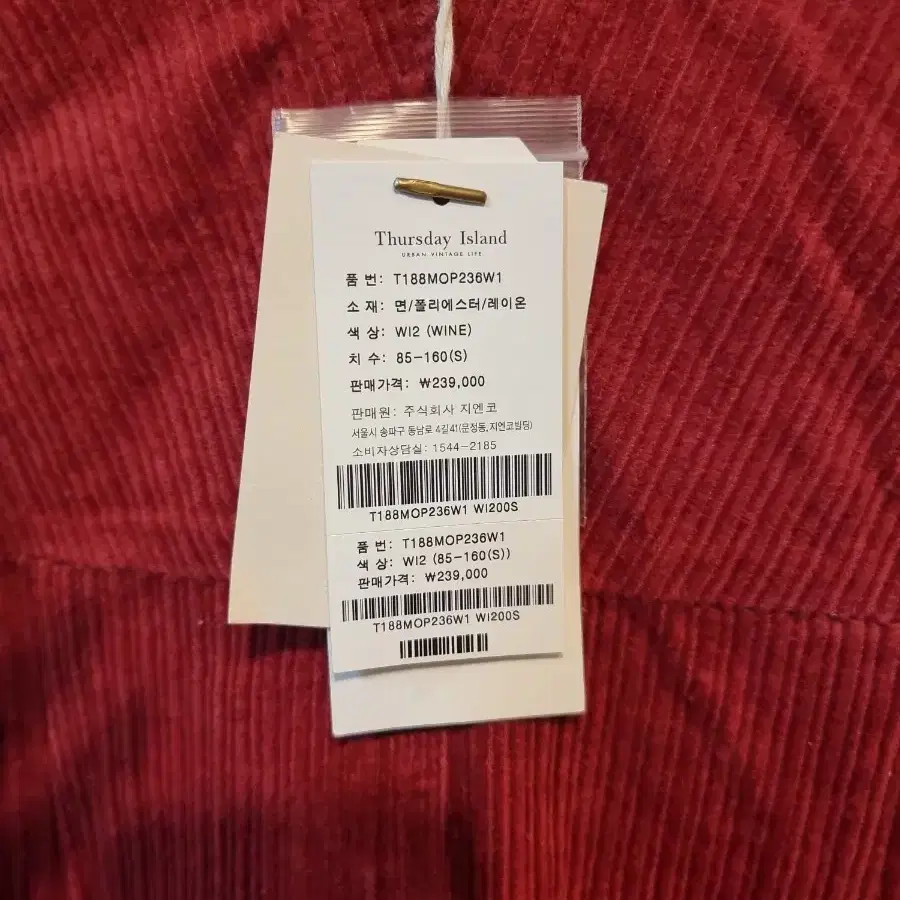 Thursday Island
URBAN VINTAGE LIFE
품 번: T188MOP236W1
소 재: 면/폴리에스터/레이온
색 상: WI2 (WINE)
치 수: 85-160(S)
판매가격: ₩239,000
판매원: 주식회사 지엔코
서울시 송파구 동남로 4길41(문정동,지엔코빌딩)
소비자상담실: 1544-2185
T188MOP236W1 WI200S
품 번: T188MOP236W1
색 상: WI2 (85-160(S))
판매가격: ₩239,000
T188MOP236W1 WI200S